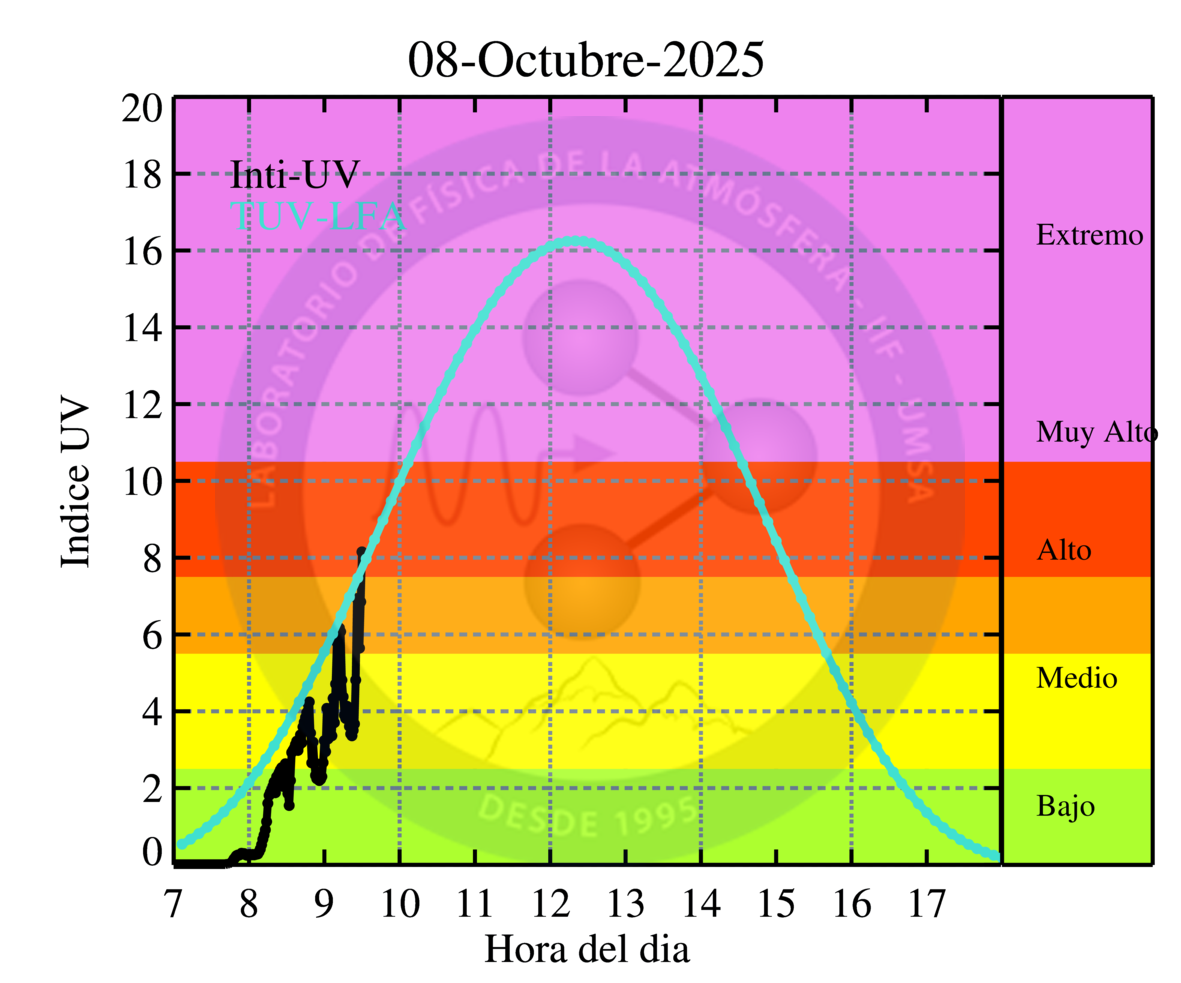 08-Octubre-2025
Inti-UV
TUV-LFA
LABORATORIO DE FÍSICA DE LA ATMÓSFERA - IIF - UMSA
DESDE 1995
Indice UV
20
18
16
14
12
10
8
6
4
2
0
7 8 9 10 11 12 13 14 15 16 17
Hora del dia
Extremo
Muy Alto
Alto
Medio
Bajo